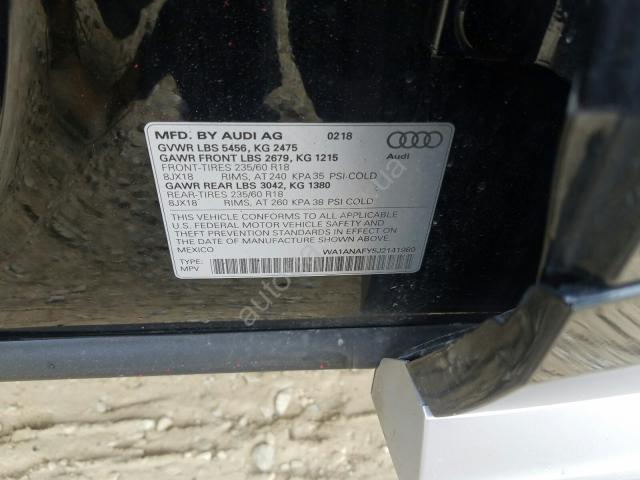 MFD. BY AUDI AG 0218
GVWR LBS 5456, KG 2475
GAWR FRONT LBS 2679, KG 1215
FRONT-TIRES 235/60 R18
8JX18 RIMS, AT 240 KPA 35 PSI-COLD
GAWR REAR LBS 3042, KG 1380
REAR-TIRES 235/60 R18
8JX18 RIMS, AT 260 KPA 38 PSI COLD
Audi
THIS VEHICLE CONFORMS TO ALL APPLICABLE
U.S. FEDERAL MOTOR VEHICLE SAFETY AND
THEFT PREVENTION STANDARDS IN EFFECT ON
THE DATE OF MANUFACTURE SHOWN ABOVE.
MEXICO
WA1ANAFY5J2141980
TYPE:
MPV